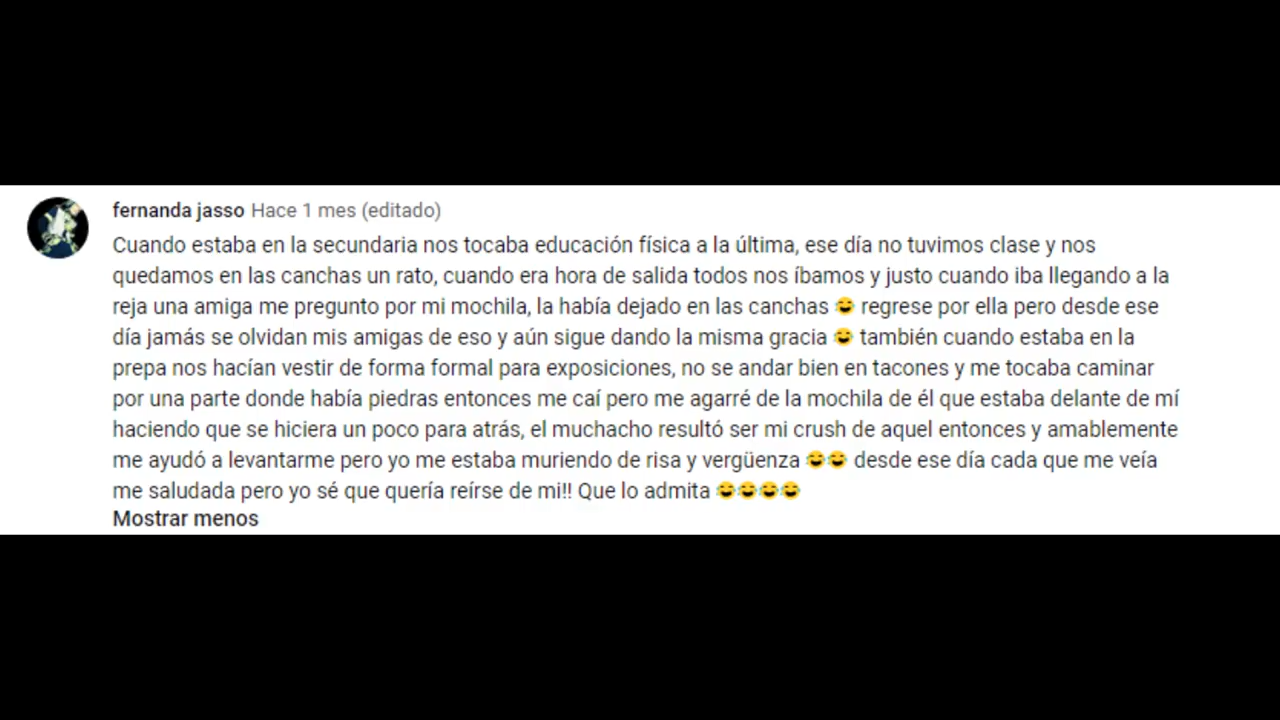 fernanda jasso Hace 1 mes (editado)
Cuando estaba en la secundaria nos tocaba educación física a la última, ese día no tuvimos clase y nos
quedamos en las canchas un rato, cuando era hora de salida todos nos íbamos y justo cuando iba llegando a la
reja una amiga me pregunto por mi mochila, la había dejado en las canchas 😂 regrese por ella pero desde ese
día jamás se olvidan mis amigas de eso y aún sigue dando la misma gracia 😂 también cuando estaba en la
prepa nos hacían vestir de forma formal para exposiciones, no se andar bien en tacones y me tocaba caminar
por una parte donde había piedras entonces me caí pero me agarré de la mochila de él que estaba delante de mí
haciendo que se hiciera un poco para atrás, el muchacho resultó ser mi crush de aquel entonces y amablemente
me ayudó a levantarme pero yo me estaba muriendo de risa y vergüenza 😂😂 desde ese día cada que me veía
me saludada pero yo sé que quería reírse de mi!! Que lo admita 😂😂😂😂
Mostrar menos